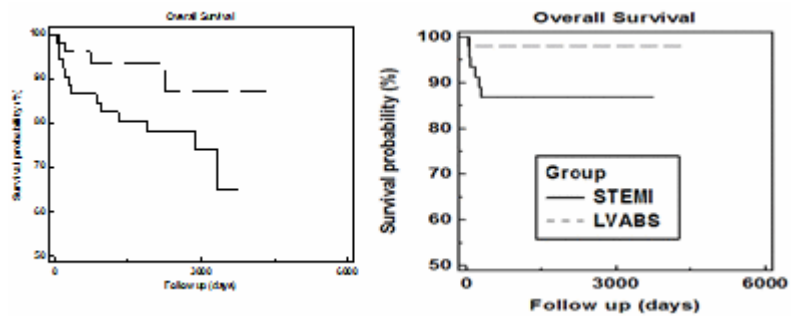 Overall Survival
100
90
80
70
60
50
Survival probability (%)
0 3000 6000
Follow up (days)
Overall Survival
100
90
80
70
60
50
Survival probability (%)
Group
STEMI
LVABS
0 3000 6000
Follow up (days)